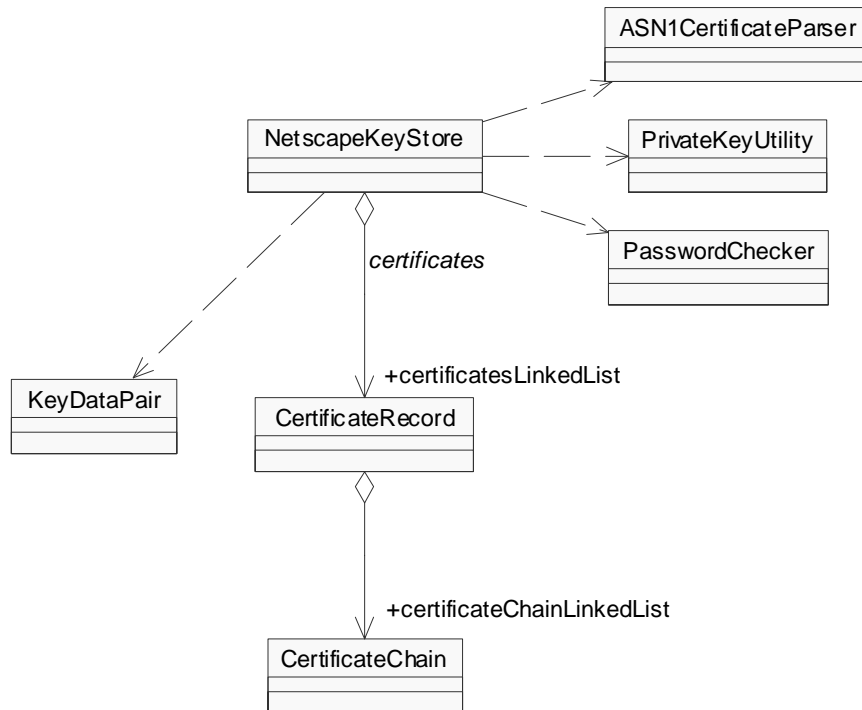 ASN1CertificateParser
NetscapeKeyStore
PrivateKeyUtility
PasswordChecker
certificates
+certificatesLinkedList
KeyDataPair
CertificateRecord
+certificateChainLinkedList
CertificateChain